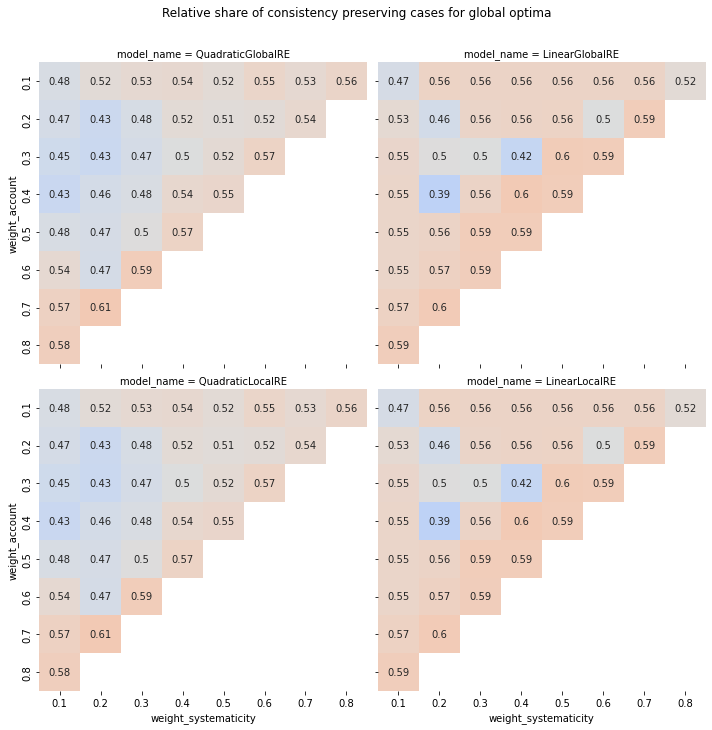 Relative share of consistency preserving cases for global optima
model_name = QuadraticGlobalIRE
model_name = LinearGlobalIRE
0.1 0.48 0.52 0.53 0.54 0.52 0.55 0.53 0.56 0.47 0.56 0.56 0.56 0.56 0.56 0.56 0.52
0.2 0.47 0.43 0.48 0.52 0.51 0.52 0.54 0.53 0.46 0.56 0.56 0.56 0.5 0.59
0.3 0.45 0.43 0.47 0.5 0.52 0.57 0.55 0.5 0.5 0.42 0.6 0.59
0.4 0.43 0.46 0.48 0.54 0.55 0.55 0.39 0.56 0.6 0.59
weight_account
0.5 0.48 0.47 0.5 0.57 0.55 0.56 0.59 0.59
0.6 0.54 0.47 0.59 0.55 0.57 0.59
0.7 0.57 0.61 0.57 0.6
0.8 0.58 0.59
model_name = QuadraticLocalIRE
model_name = LinearLocalIRE
0.1 0.48 0.52 0.53 0.54 0.52 0.55 0.53 0.56 0.47 0.56 0.56 0.56 0.56 0.56 0.56 0.52
0.2 0.47 0.43 0.48 0.52 0.51 0.52 0.54 0.53 0.46 0.56 0.56 0.56 0.5 0.59
0.3 0.45 0.43 0.47 0.5 0.52 0.57 0.55 0.5 0.5 0.42 0.6 0.59
0.4 0.43 0.46 0.48 0.54 0.55 0.55 0.39 0.56 0.6 0.59
weight_account
0.5 0.48 0.47 0.5 0.57 0.55 0.56 0.59 0.59
0.6 0.54 0.47 0.59 0.55 0.57 0.59
0.7 0.57 0.61 0.57 0.6
0.8 0.58 0.59
0.1 0.2 0.3 0.4 0.5 0.6 0.7 0.8 0.1 0.2 0.3 0.4 0.5 0.6 0.7 0.8
weight_systematicity
weight_systematicity